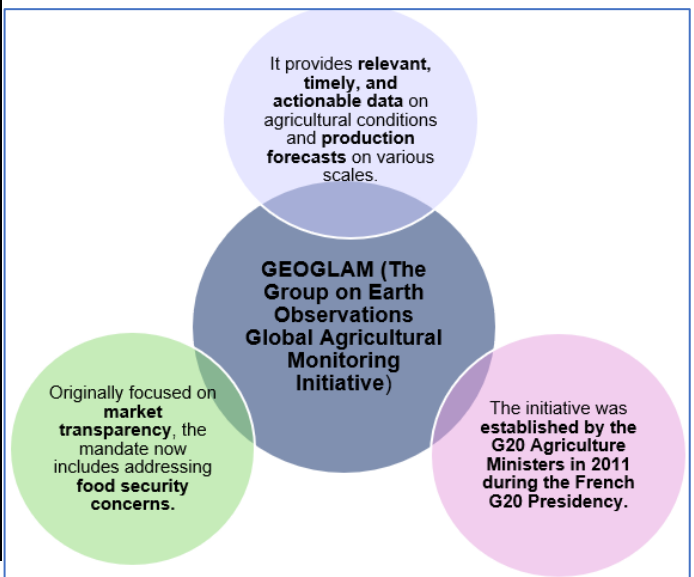 It provides relevant,
timely, and
actionable data on
agricultural conditions
and production
forecasts on various
scales.
GEOGLAM (The
Group on Earth
Observations
Global Agricultural
Monitoring
Initiative)
Originally focused on
market
transparency, the
mandate now
includes addressing
food security
concerns.
The initiative was
established by the
G20 Agriculture
Ministers in 2011
during the French
G20 Presidency.